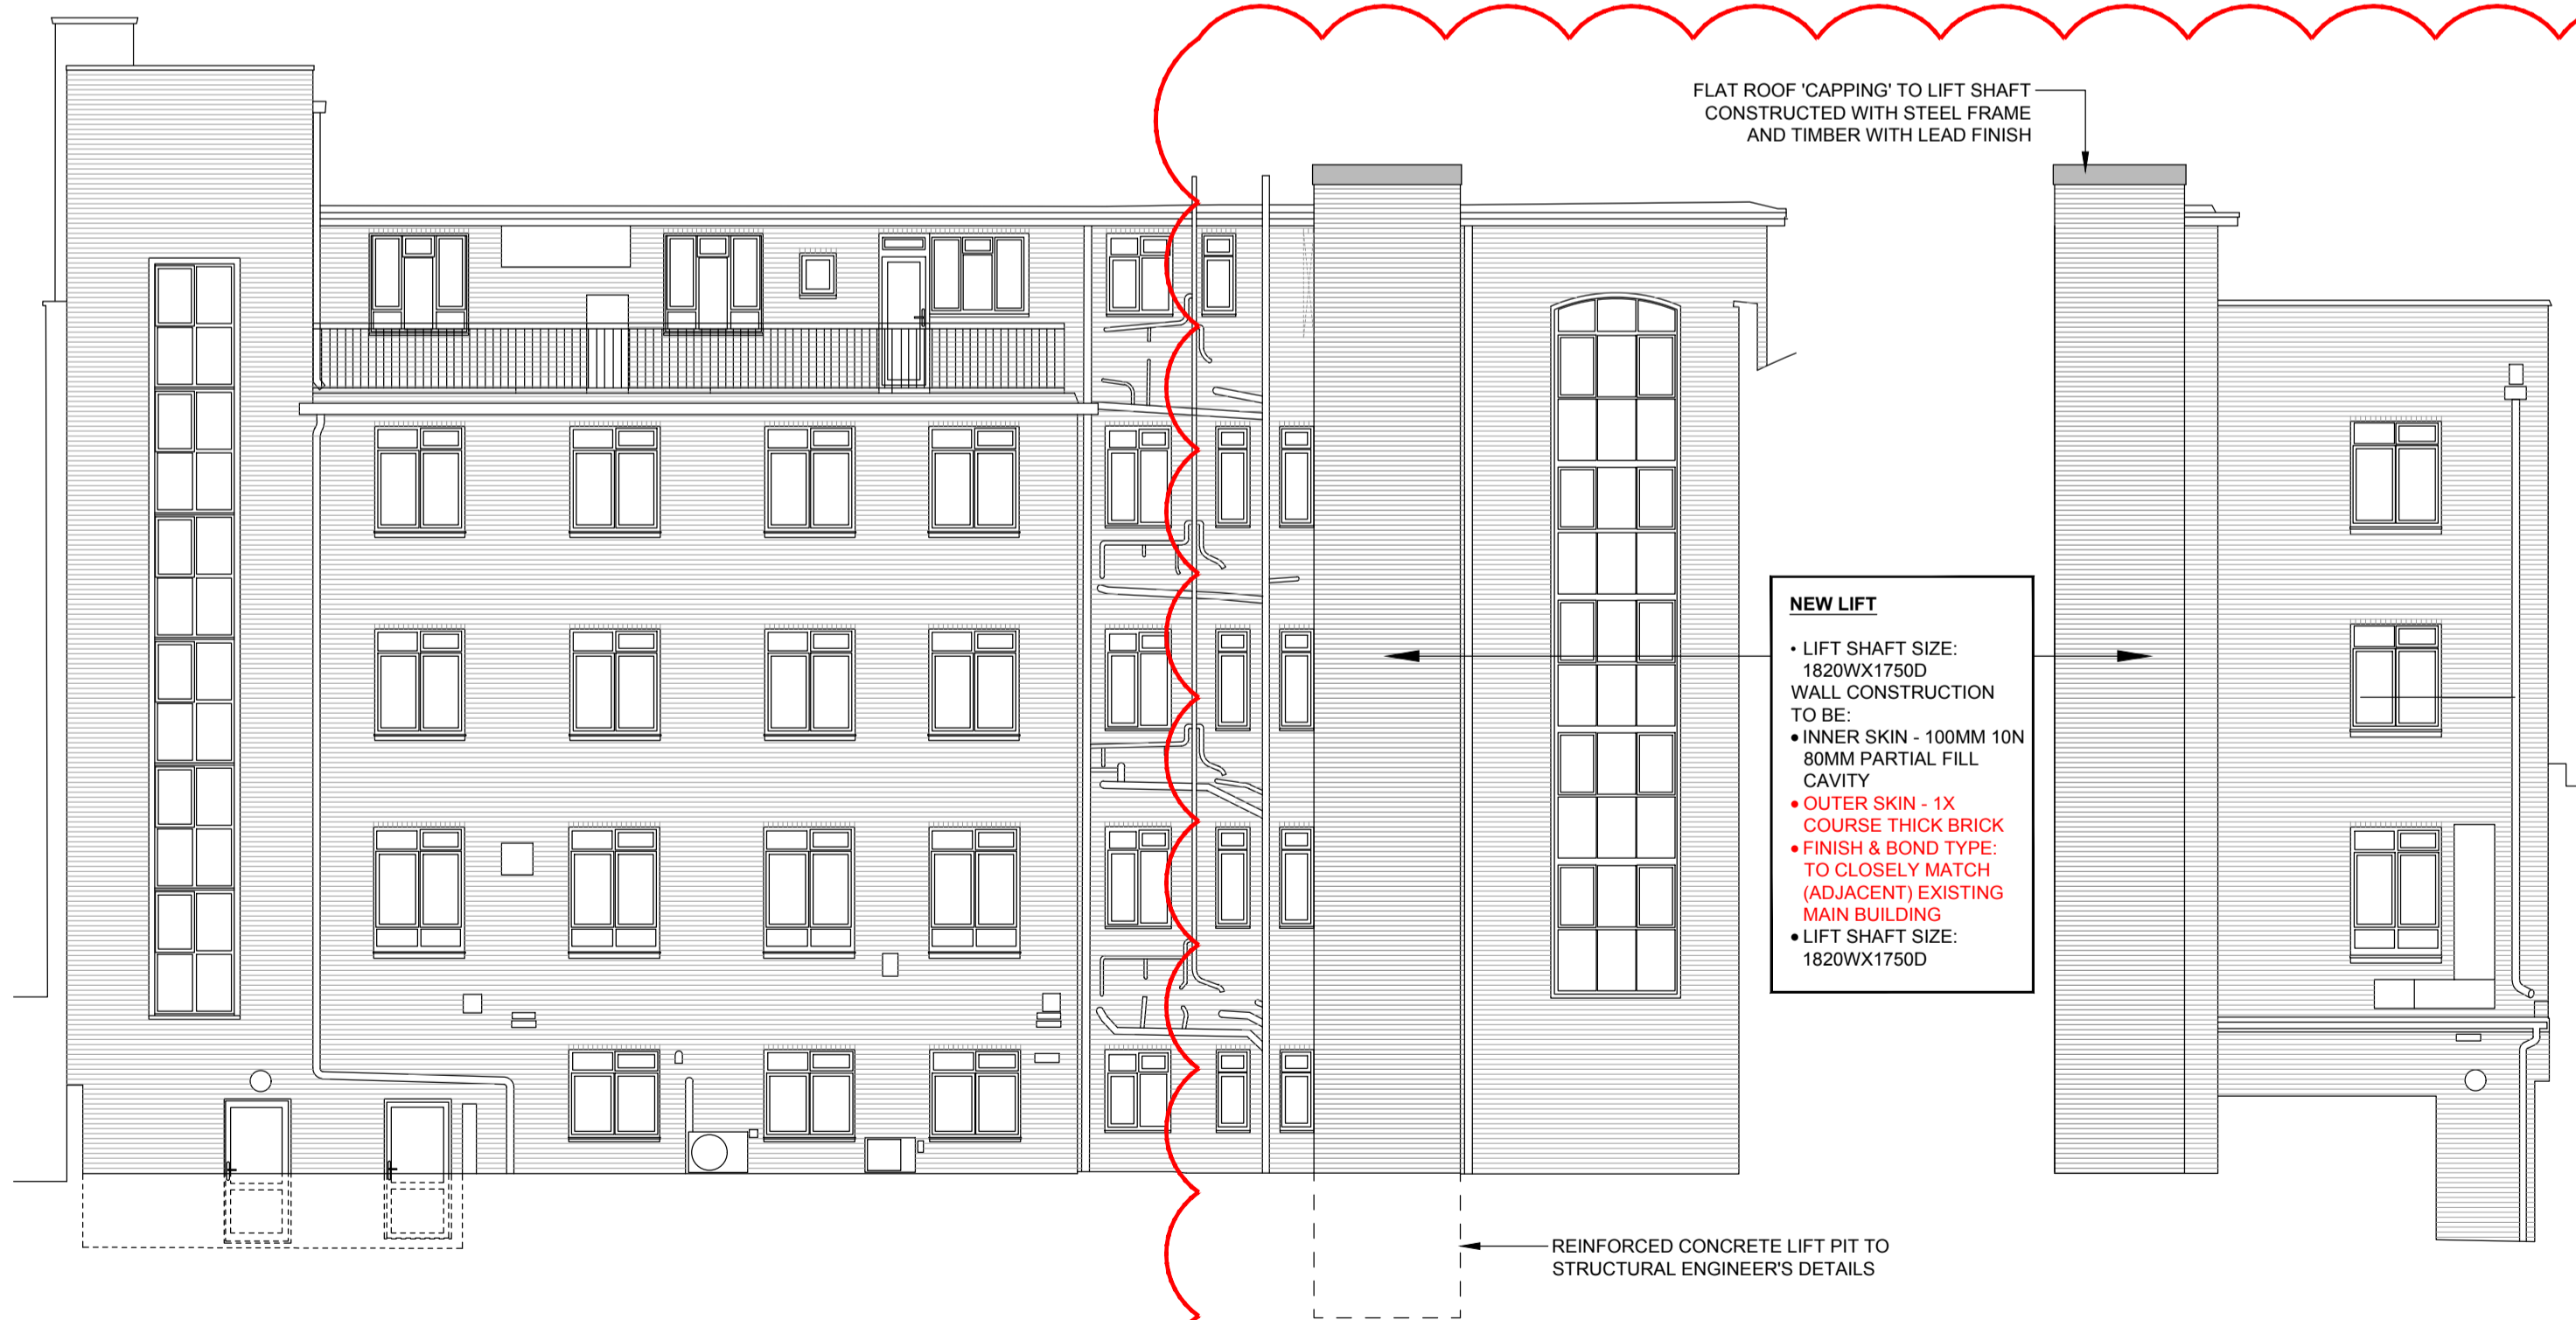 FLAT ROOF 'CAPPING' TO LIFT SHAFT
CONSTRUCTED WITH STEEL FRAME
AND TIMBER WITH LEAD FINISH
NEW LIFT
• LIFT SHAFT SIZE:
1820WX1750D
WALL CONSTRUCTION
TO BE:
• INNER SKIN - 100MM 10N
80MM PARTIAL FILL
CAVITY
• OUTER SKIN - 1X
COURSE THICK BRICK
• FINISH & BOND TYPE:
TO CLOSELY MATCH
(ADJACENT) EXISTING
MAIN BUILDING
• LIFT SHAFT SIZE:
1820WX1750D
REINFORCED CONCRETE LIFT PIT TO
STRUCTURAL ENGINEER'S DETAILS